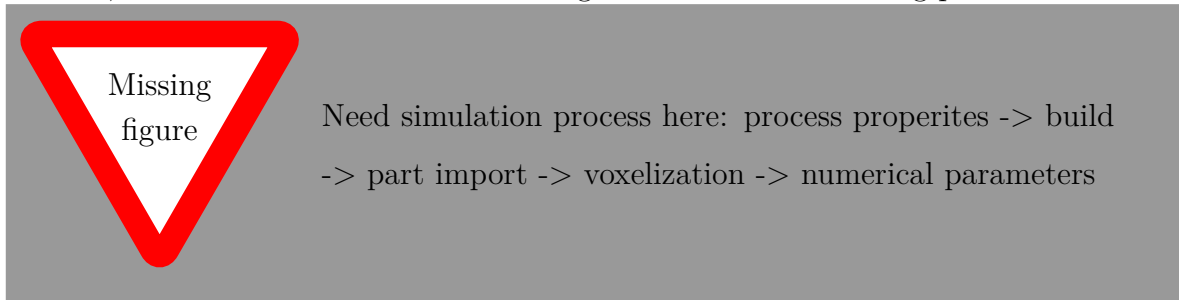 Missing
figure
Need simulation process here: process properites -> build
-> part import -> voxelization -> numerical parameters